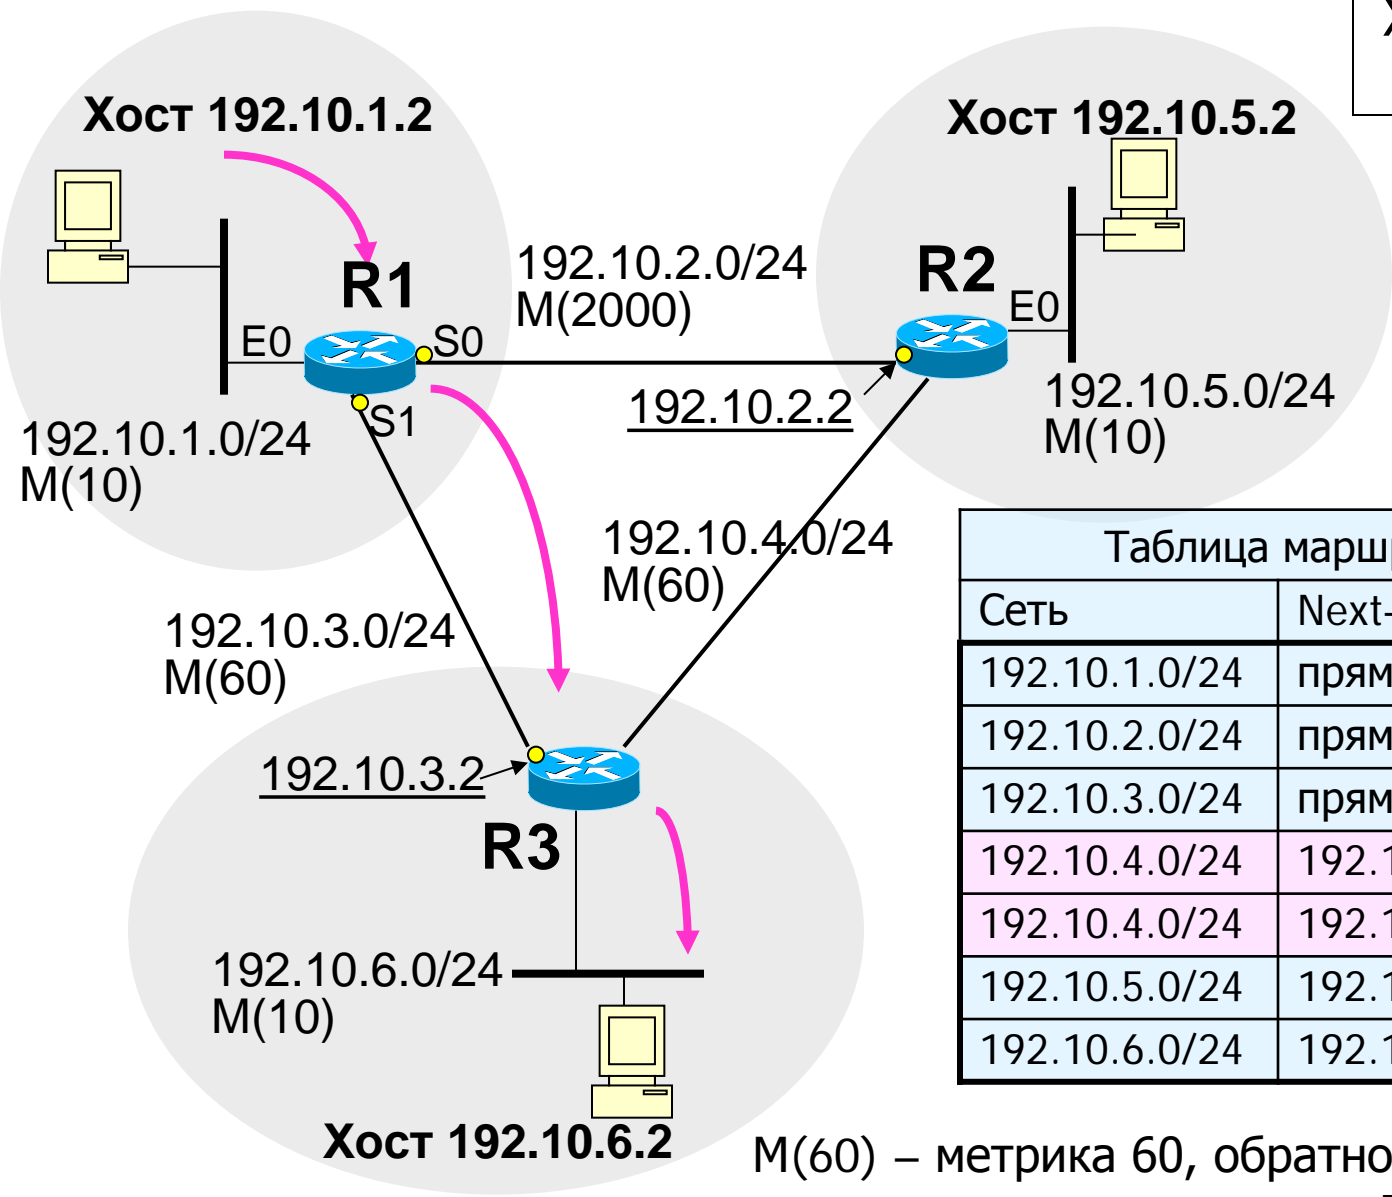 Хост 192.10.1.2
Хост 192.10.5.2
R1
192.10.2.0/24
M(2000)
R2
E0
E0
S0
S1
192.10.2.2
192.10.5.0/24
M(10)
192.10.1.0/24
M(10)
192.10.4.0/24
M(60)
192.10.3.0/24
M(60)
192.10.3.2
R3
192.10.6.0/24
M(10)
Хост 192.10.6.2
Таблица марш
Сеть Next-
192.10.1.0/24 прям
192.10.2.0/24 прям
192.10.3.0/24 прям
192.10.4.0/24 192.1
192.10.4.0/24 192.1
192.10.5.0/24 192.1
192.10.6.0/24 192.1
M(60) – метрика 60, обратно